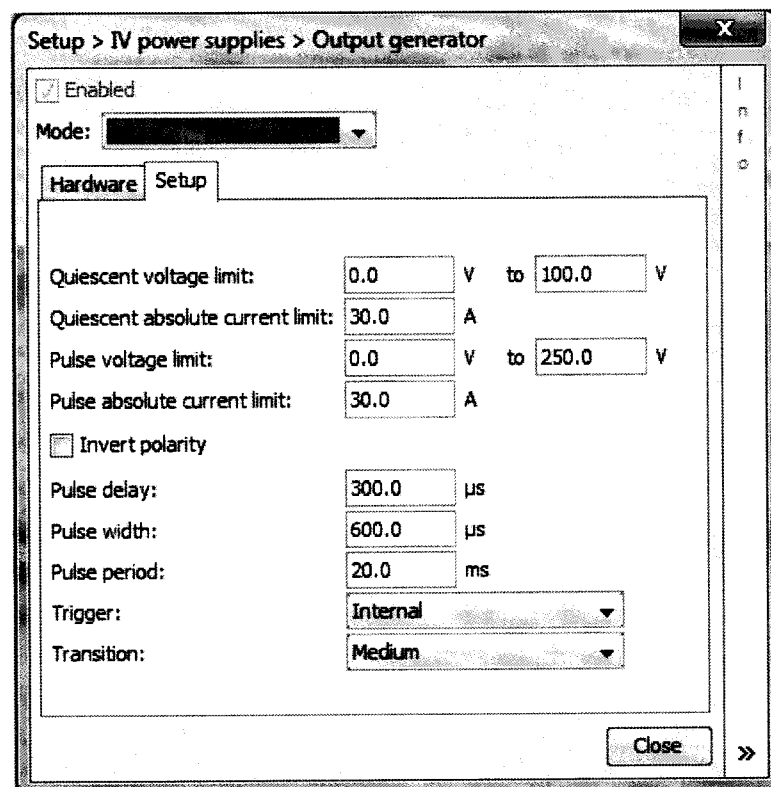 Setup > IV power supplies > Output generator
X
Enabled
Mode:
Hardware Setup
Quiescent voltage limit: 0.0 V to 100.0 V
Quiescent absolute current limit: 30.0 A
Pulse voltage limit: 0.0 V to 250.0 V
Pulse absolute current limit: 30.0 A
Invert polarity
Pulse delay: 300.0 µs
Pulse width: 600.0 µs
Pulse period: 20.0 ms
Trigger: Internal
Transition: Medium
Close »
Info